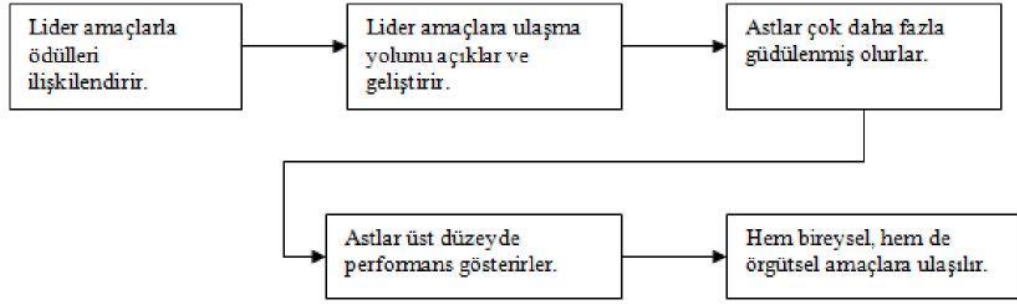 Lider amaçlarla
ödülleri
ilişkilendirir.
Lider amaçlara ulaşma
yolunu açıklar ve
geliştirir.
Astlar çok daha fazla
güdülenmiş olurlar.
Astlar üst düzeyde
performans gösterirler.
Hem bireysel, hem de
örgütsel amaçlara ulaşılır.